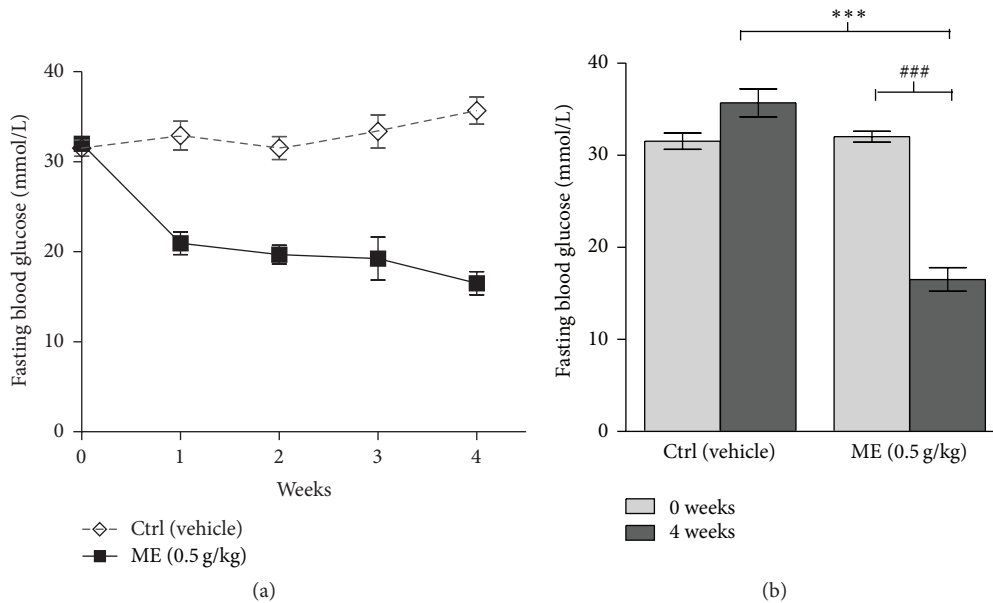 Fasting blood glucose (mmol/L)
40
30
20
10
0
0 1 2 3 4
Weeks
Ctrl (vehicle)
ME (0.5 g/kg)
(a)
***
###
Fasting blood glucose (mmol/L)
40
30
20
10
0
Ctrl (vehicle) ME (0.5 g/kg)
0 weeks
4 weeks
(b)